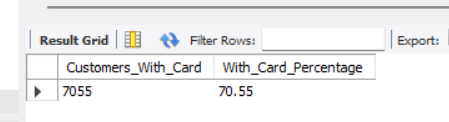 Result Grid Filter Rows: Export:
Customers_With_Card With_Card_Percentage
7055 70.55